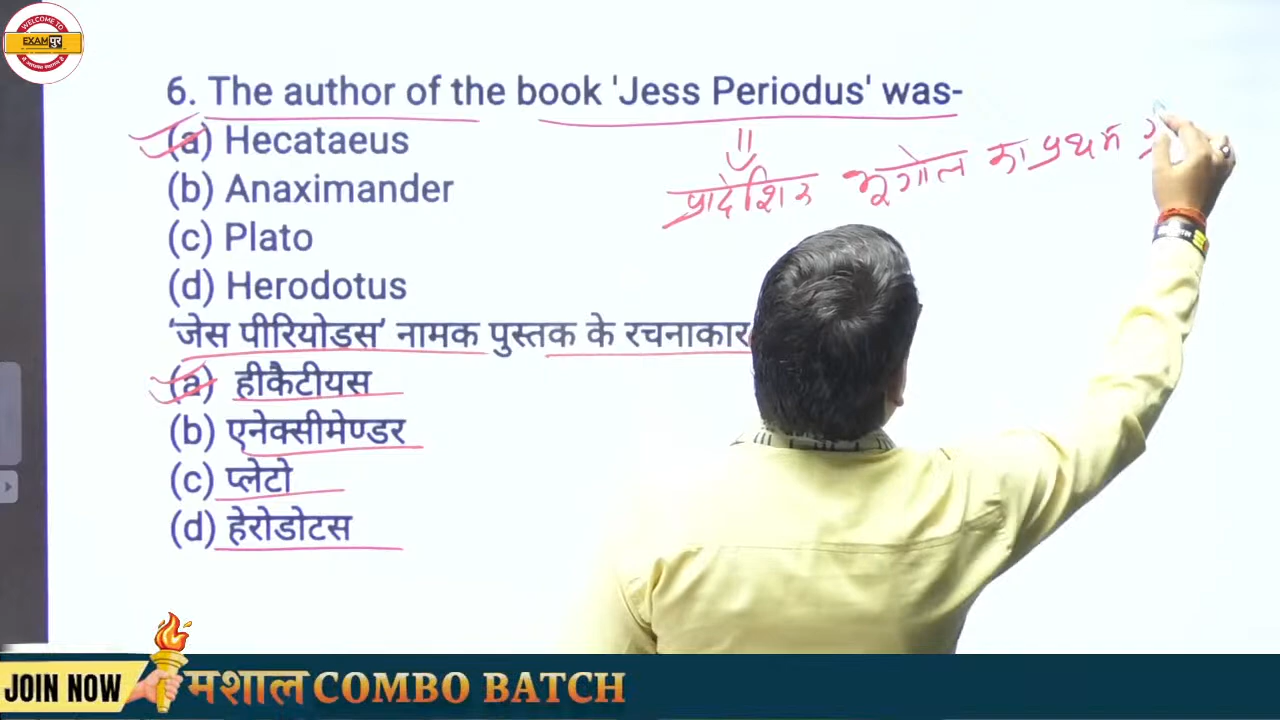 WELCOME TO
EXAMपुर
6. The author of the book 'Jess Periodus' was-
(a) Hecataeus
(b) Anaximander
(c) Plato
(d) Herodotus
प्रादेशिक भूगोल का प्रथम
'जेस पीरियोडस' नामक पुस्तक के रचनाकार
(a) हीकैटीयस
(b) एनेक्सीमेण्डर
(c) प्लेटो
(d) हेरोडोटस
JOIN NOW मशाल COMBO BATCH